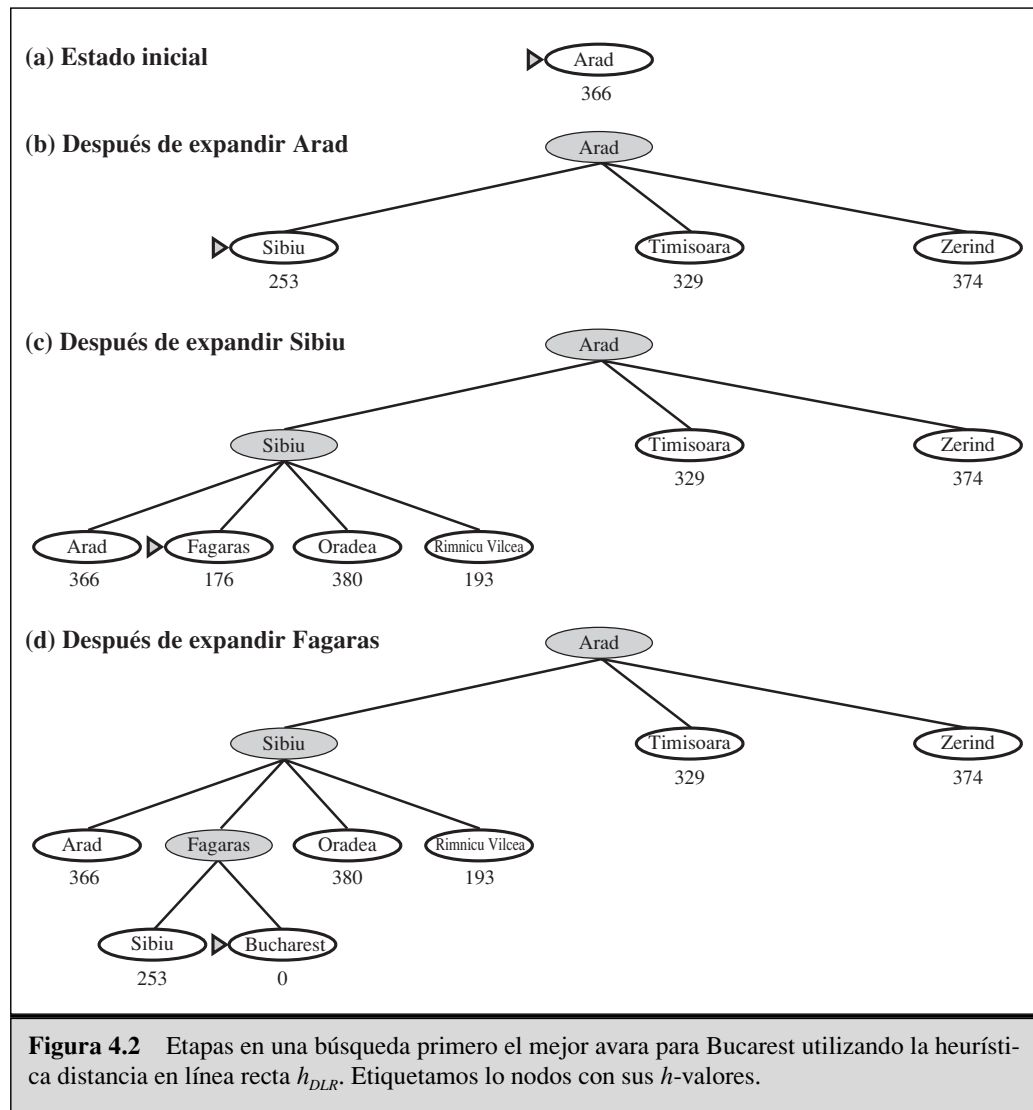 (a) Estado inicial
Arad
366
(b) Después de expandir Arad
Arad
Sibiu
Timisoara
Zerind
253
329
374
(c) Después de expandir Sibiu
Arad
Sibiu
Timisoara
Zerind
329
374
Arad
Fagaras
Oradea
Rimnicu Vilcea
366
176
380
193
(d) Después de expandir Fagaras
Arad
Sibiu
Timisoara
Zerind
329
374
Arad
Fagaras
Oradea
Rimnicu Vilcea
366
380
193
Sibiu
Bucharest
253
0
Figura 4.2 Etapas en una búsqueda primero el mejor avara para Bucarest utilizando la heurísti-
ca distancia en línea recta hDLR. Etiquetamos lo nodos con sus h-valores.